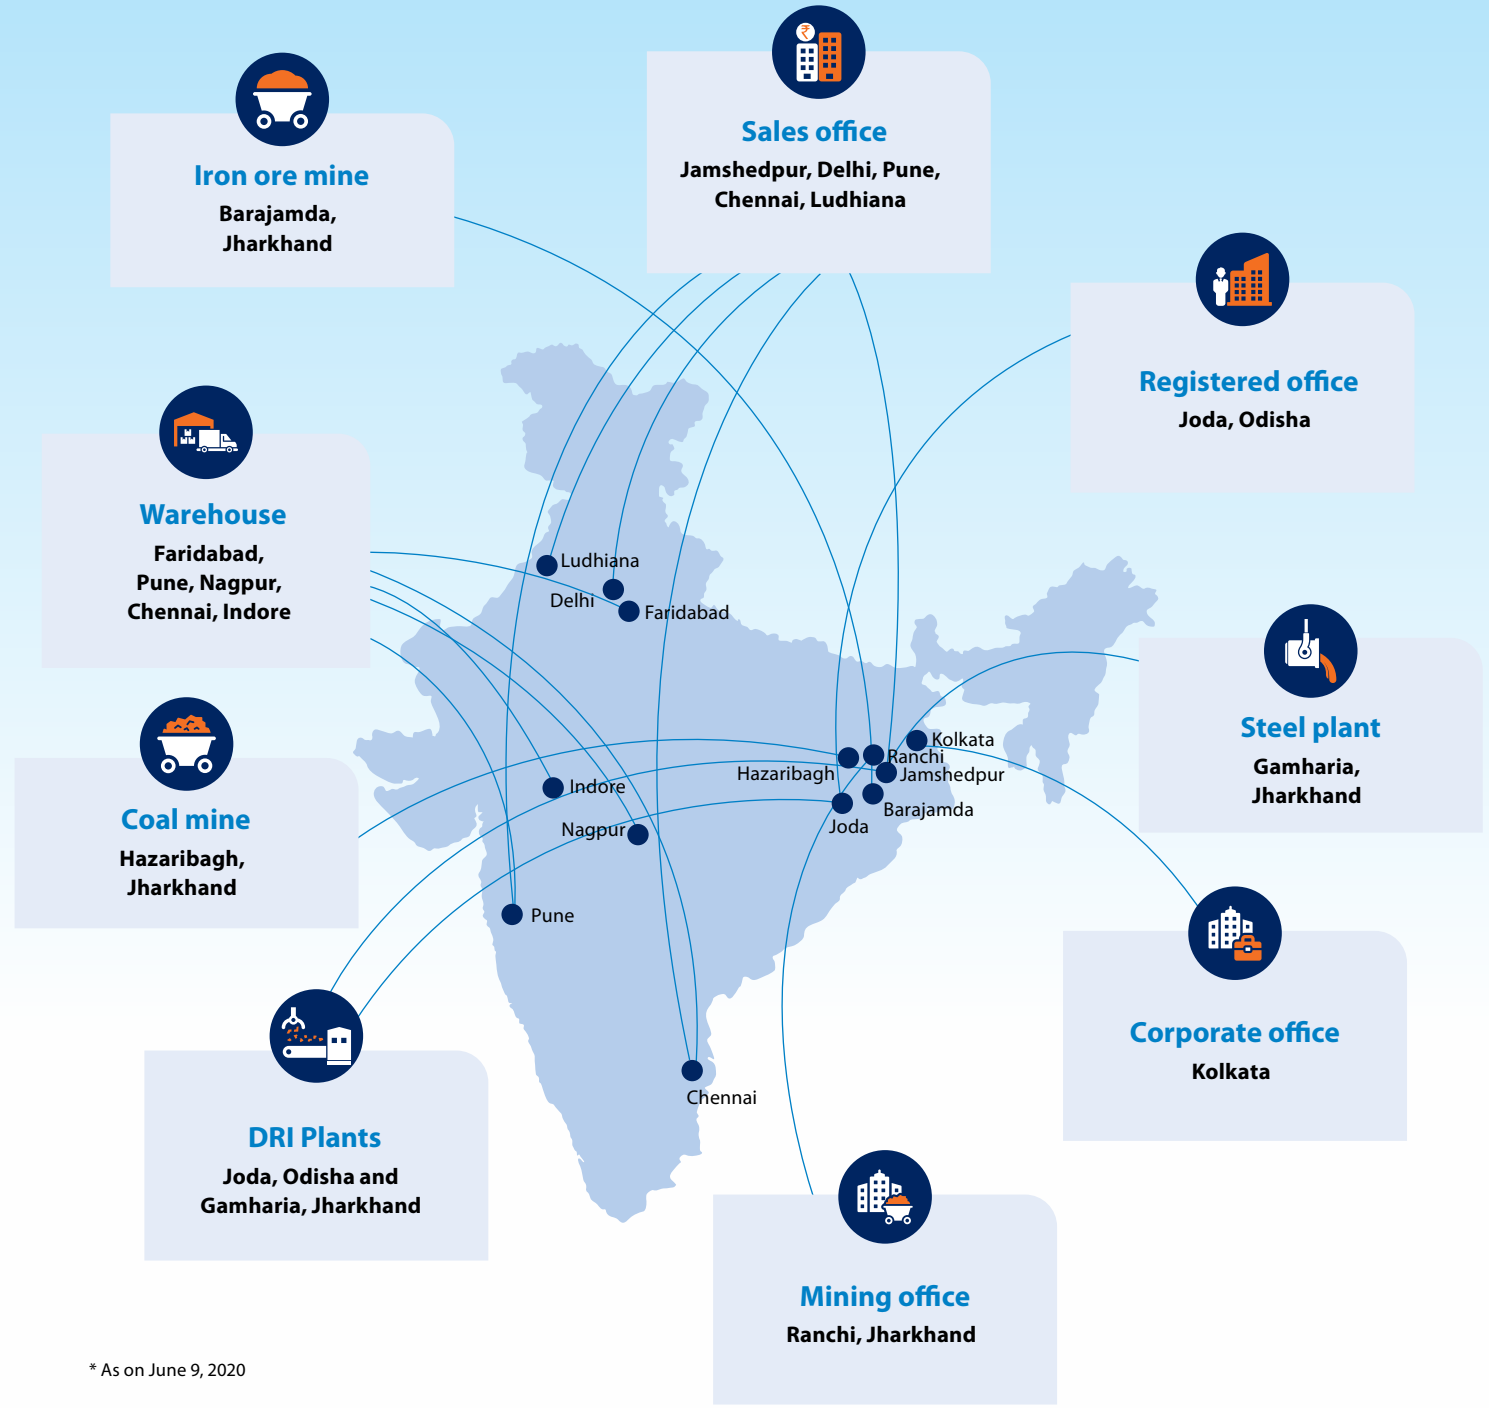 Sales office
Jamshedpur, Delhi, Pune,
Chennai, Ludhiana
Iron ore mine
Barajamda,
Jharkhand
Registered office
Joda, Odisha
Warehouse
Faridabad,
Pune, Nagpur,
Chennai, Indore
Ludhiana
Delhi
Faridabad
Steel plant
Gamharia,
Jharkhand
Kolkata
Ranchi
Hazaribagh
Jamshedpur
Indore
Barajamda
Joda
Nagpur
Coal mine
Hazaribagh,
Jharkhand
Pune
Corporate office
Kolkata
Chennai
DRI Plants
Joda, Odisha and
Gamharia, Jharkhand
Mining office
Ranchi, Jharkhand
* As on June 9, 2020
₹